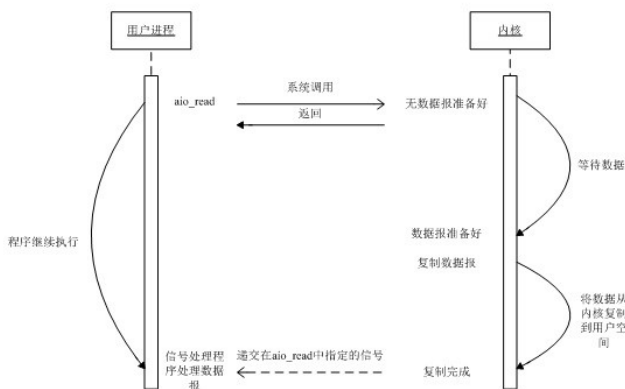 用户进程
内核
系统调用
aio_read
无数据报准备好
返回
等待数据
数据报准备好
程序继续执行
复制数据报
将数据从
内核复制
到用户空
间
信号处理程
序处理数据
报
递交在aio_read中指定的信号
复制完成